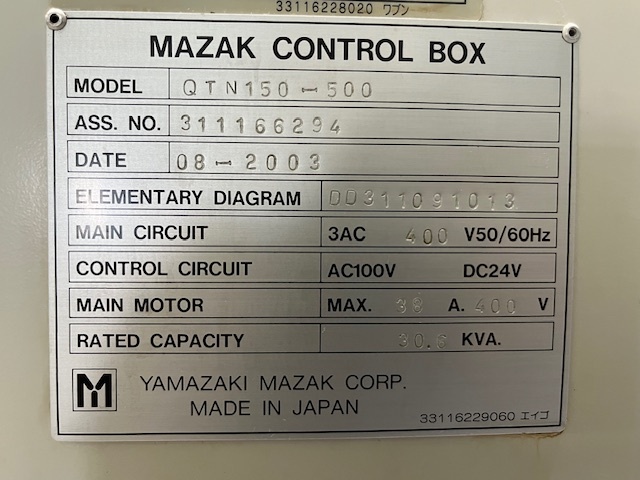 33116228020 ワブン
MAZAK CONTROL BOX
MODEL QTN150-500
ASS. NO. 311166294
DATE 08-2003
ELEMENTARY DIAGRAM DD311091013
MAIN CIRCUIT 3AC 400 V50/60Hz
CONTROL CIRCUIT AC100V DC24V
MAIN MOTOR MAX. 38 A. 400 V
RATED CAPACITY 30.6 KVA.
M YAMAZAKI MAZAK CORP.
MADE IN JAPAN
33116229060 エイゴ